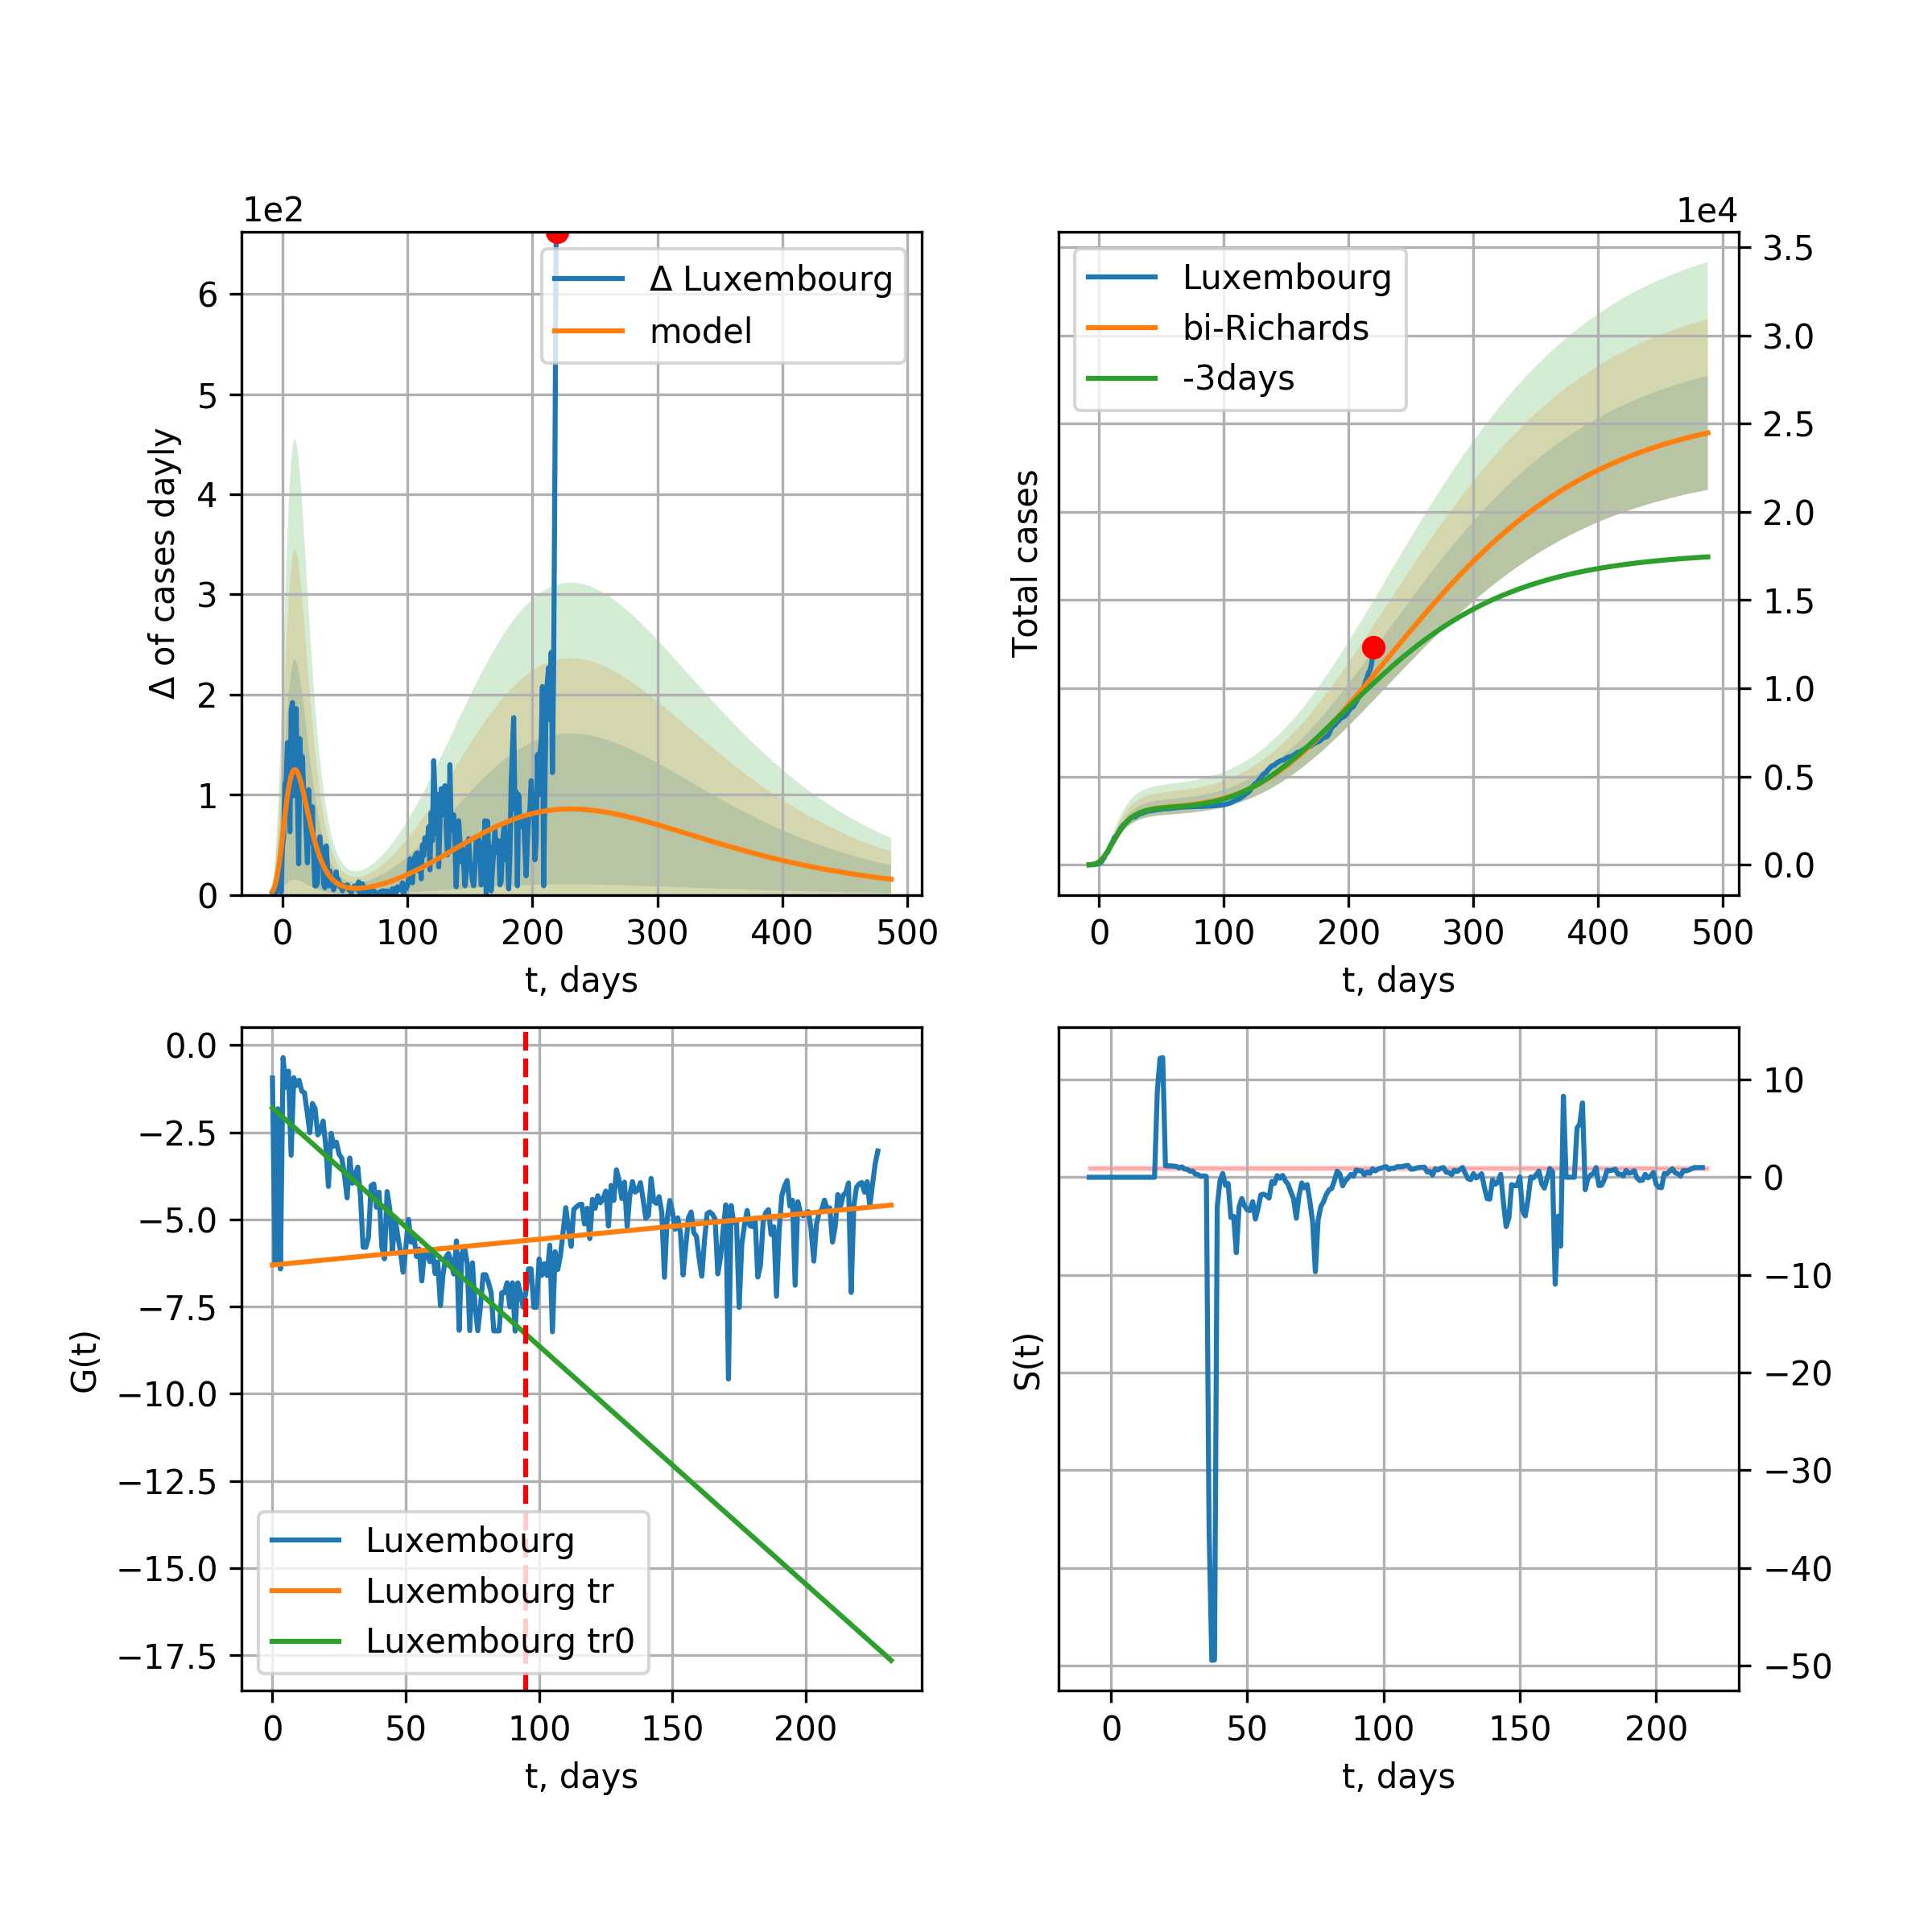 1e2
Δ of cases dayly
6
5
4
3
2
1
0
0 100 200 300 400 500
t, days
Δ Luxembourg
model
1e4
Total cases
3.5
3.0
2.5
2.0
1.5
1.0
0.5
0.0
0 100 200 300 400 500
t, days
Luxembourg
bi-Richards
-3days
G(t)
0.0
−2.5
−5.0
−7.5
−10.0
−12.5
−15.0
−17.5
0 50 100 150 200
t, days
Luxembourg
Luxembourg tr
Luxembourg tr0
S(t)
10
0
−10
−20
−30
−40
−50
0 50 100 150 200
t, days